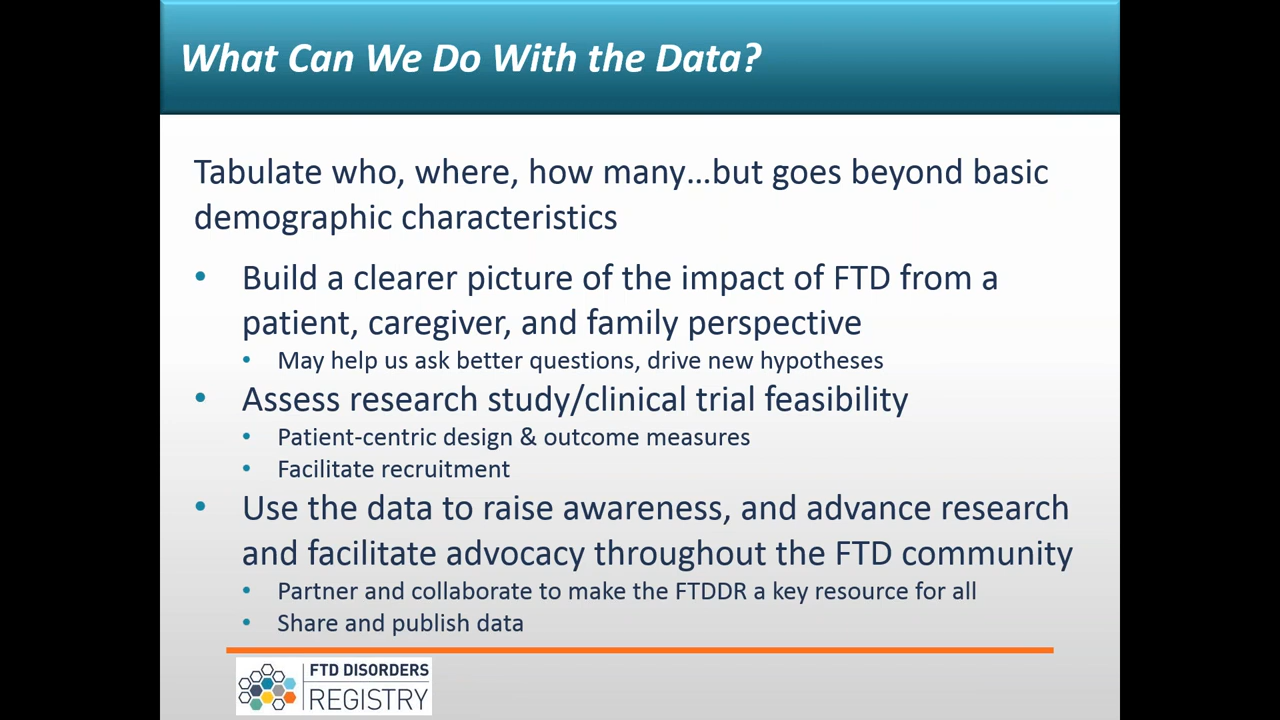 What Can We Do With the Data?
Tabulate who, where, how many...but goes beyond basic
demographic characteristics
• Build a clearer picture of the impact of FTD from a
patient, caregiver, and family perspective
• May help us ask better questions, drive new hypotheses
• Assess research study/clinical trial feasibility
• Patient-centric design & outcome measures
• Facilitate recruitment
• Use the data to raise awareness, and advance research
and facilitate advocacy throughout the FTD community
• Partner and collaborate to make the FTDDR a key resource for all
• Share and publish data
FTD DISORDERS
REGISTRY